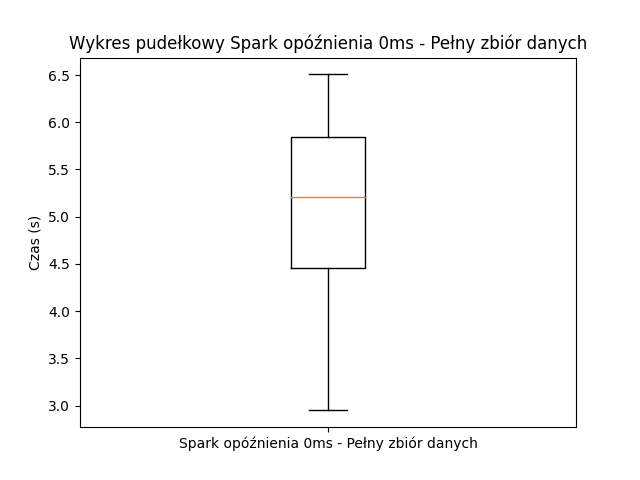 Wykres pudełkowy Spark opóźnienia 0ms - Pełny zbiór danych
6.5
6.0
5.5
5.0
4.5
4.0
3.5
3.0
Czas (s)
Spark opóźnienia 0ms - Pełny zbiór danych